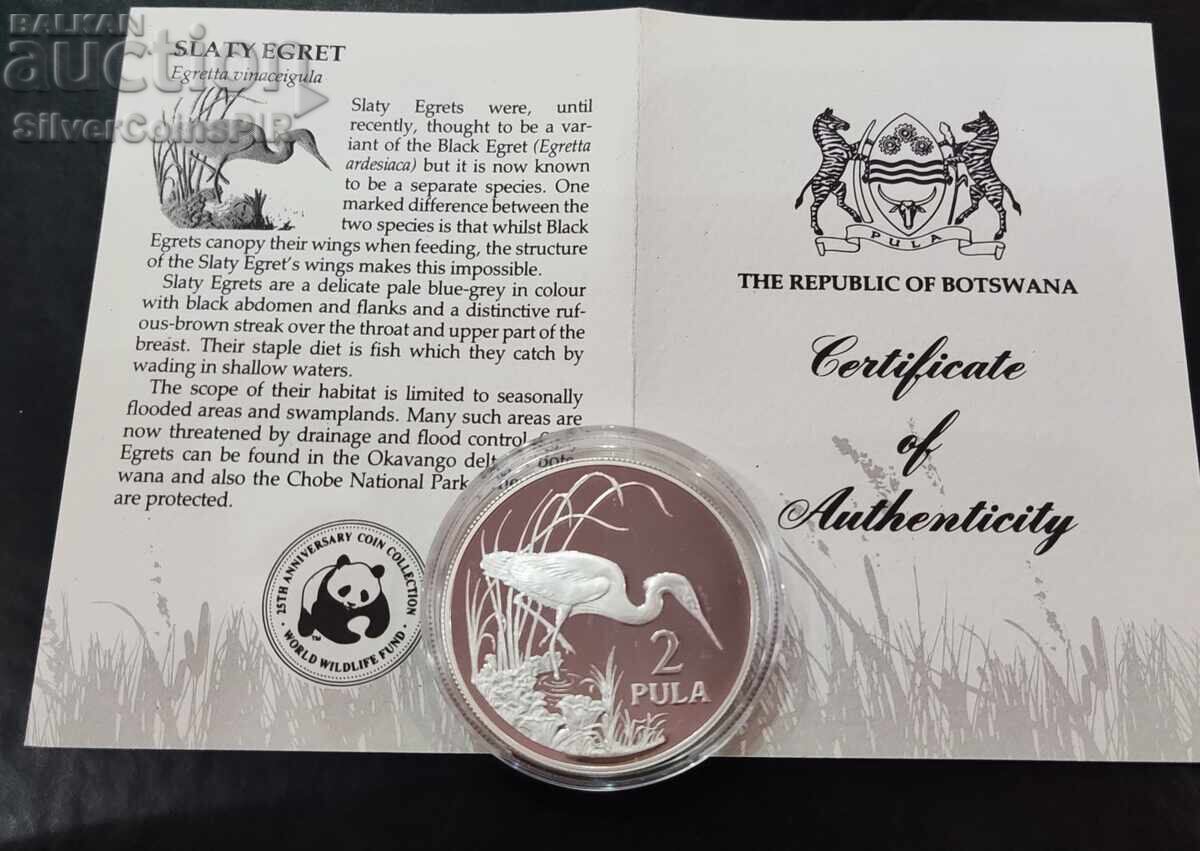 BALKAN
auction
SilverCoinsPIP
SLATY EGRET
Egretta vinaceigula
Slaty Egrets were, until
recently, thought to be a var-
iant of the Black Egret (Egretta
ardesiaca) but it is now known
to be a separate species. One
marked difference between the
two species is that whilst Black
Egrets canopy their wings when feeding, the structure
of the Slaty Egret's wings makes this impossible.
Slaty Egrets are a delicate pale blue-grey in colour
with black abdomen and flanks and a distinctive ruf-
ous-brown streak over the throat and upper part of the
breast. Their staple diet is fish which they catch by
wading in shallow waters.
The scope of their habitat is limited to seasonally
flooded areas and swamplands. Many such areas are
now threatened by drainage and flood control.
Egrets can be found in the Okavango delta
wana and also the Chobe National Park
are protected.
25TH ANNIVERSARY COIN COLLECTION
WORLD WILDLIFE FUND
TM
PULA
THE REPUBLIC OF BOTSWANA
Certificate
of
Authenticity
2
PULA